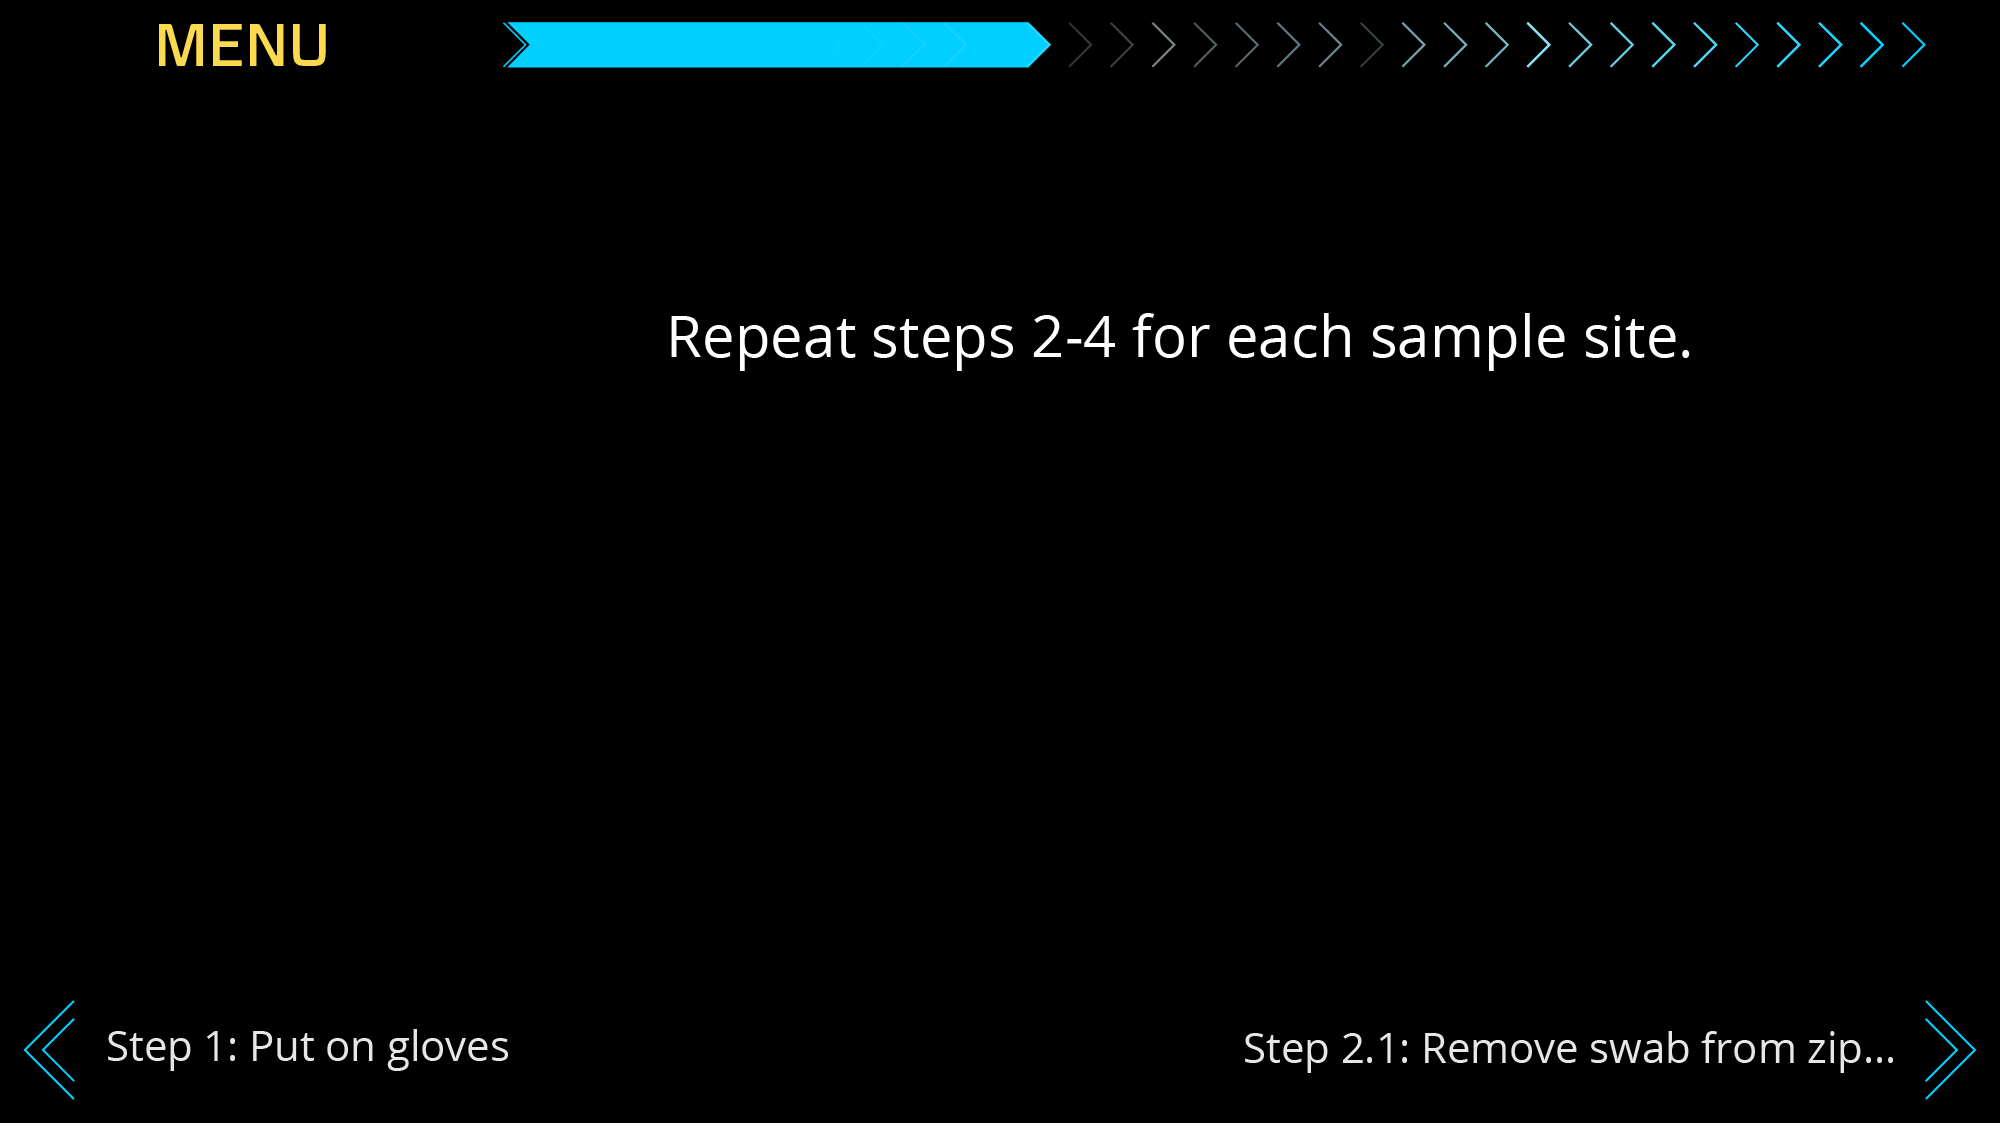 MENU
Repeat steps 2-4 for each sample site.
Step 1: Put on gloves
Step 2.1: Remove swab from zip...